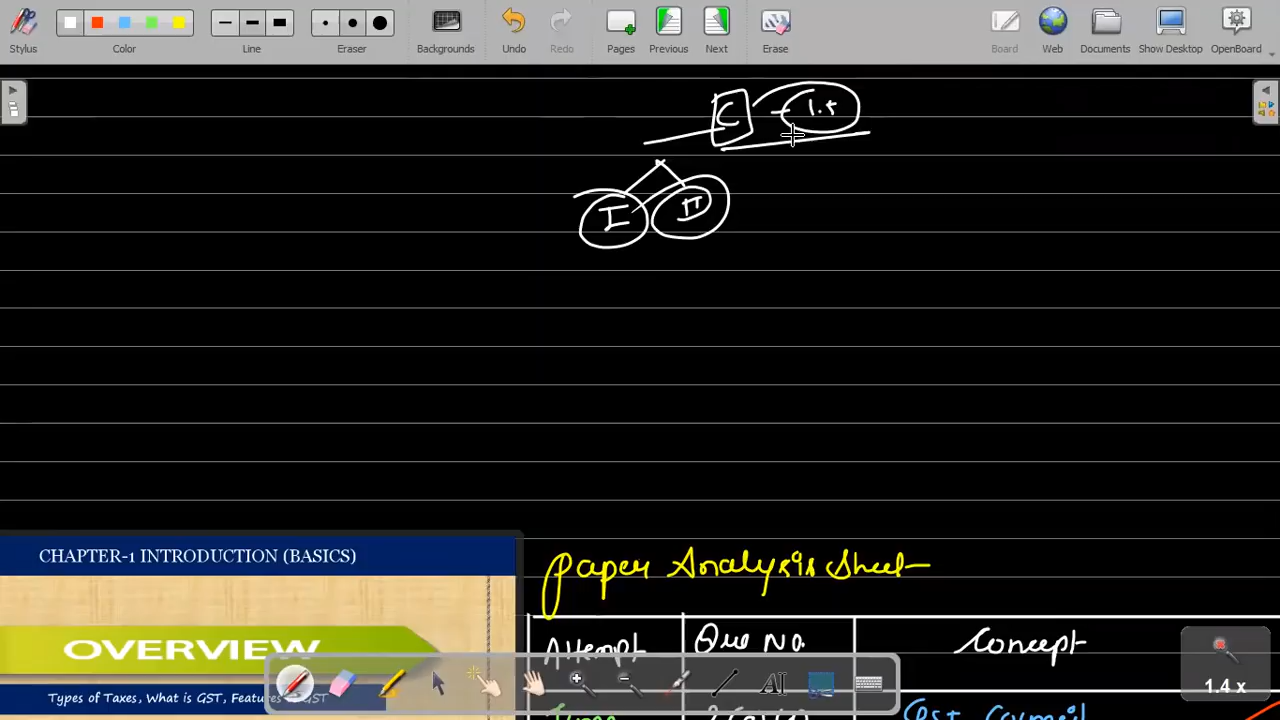 Stylus Color Line Eraser Backgrounds Undo Redo Pages Previous Next Erase Board Web Documents Show Desktop OpenBoard
C - 1.5
I II
CHAPTER-1 INTRODUCTION (BASICS)
Paper Analysis Sheet-
OVERVIEW
Attempt Que No. Concept
Types of Taxes, What is GST, Features GST
GST Council
1.4 x